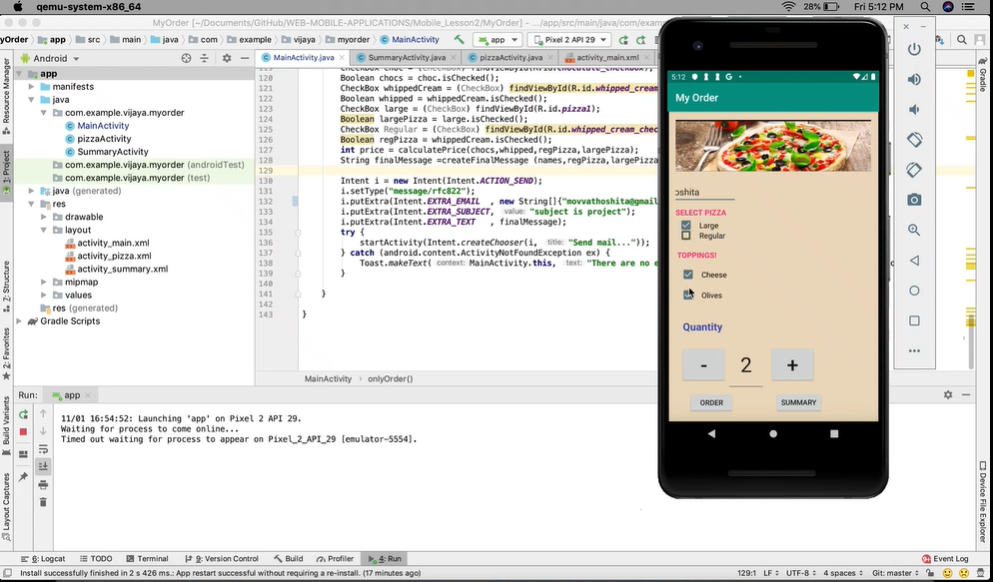 qemu-system-x86_64
28%
Fri 5:12 PM
MyOrder [~/Documents/GitHub/WEB-MOBILE-APPLICATIONS/Mobile_Lesson2/MyOrder] - .../app/src/main/java/com/exam
yOrder › app › src › main › java › com › example › vijaya › myorder › MainActivity
app
Pixel 2 API 29
Android
MainActivity.java
SummaryActivity.java
pizzaActivity.java
activity_main.xml
app
manifests
java
com.example.vijaya.myorder
MainActivity
pizzaActivity
SummaryActivity
com.example.vijaya.myorder (androidTest)
com.example.vijaya.myorder (test)
java (generated)
res
drawable
layout
activity_main.xml
activity_pizza.xml
activity_summary.xml
mipmap
values
res (generated)
Gradle Scripts
Resource Manager
1: Project
Z: Structure
2: Favorites
Build Variants
Layout Captures
120 Boolean chocs = choc.isChecked();
121 CheckBox whippedCream = (CheckBox) findViewById(R.id.whipped_cream
122 Boolean whipped = whippedCream.isChecked();
123 CheckBox large = (CheckBox) findViewById(R.id.pizzal);
124 Boolean largePizza = large.isChecked();
125 CheckBox Regular = (CheckBox) findViewById(R.id.whipped_cream_chec
126 Boolean regPizza = whippedCream.isChecked();
127 int price = calculatePrice(chocs,whipped,regPizza,largePizza);
128 String finalMessage =createFinalMessage (names,regPizza,largePizza
129
130 Intent i = new Intent(Intent.ACTION_SEND);
131 i.setType("message/rfc822");
132 i.putExtra(Intent.EXTRA_EMAIL , new String[]{"movvathoshita@gmail
133 i.putExtra(Intent.EXTRA_SUBJECT, value: "subject is project");
134 i.putExtra(Intent.EXTRA_TEXT , finalMessage);
135 try {
136 startActivity(Intent.createChooser(i, title: "Send mail..."));
137 } catch (android.content.ActivityNotFoundException ex) {
138 Toast.makeText( context: MainActivity.this, text: "There are no e
139 }
140
141 }
142
143 }
MainActivity › onlyOrder()
5:12
My Order
oshita
SELECT PIZZA
Large
Regular
TOPPINGS!
Cheese
Olives
Quantity
- 2 +
ORDER SUMMARY
Gradle
Device File Explorer
Run: app
11/01 16:54:52: Launching 'app' on Pixel 2 API 29.
Waiting for process to come online...
Timed out waiting for process to appear on Pixel_2_API_29 [emulator-5554].
6: Logcat TODO Terminal 9: Version Control Build Profiler 4: Run Event Log
Install successfully finished in 2 s 426 ms.: App restart successful without requiring a re-install. (17 minutes ago)
129:1 LF UTF-8 4 spaces Git: master